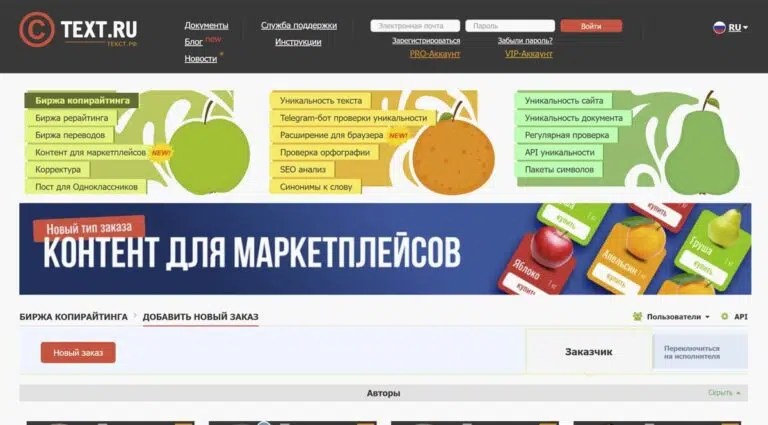 © TEXT.RU
ТЕКСТ.РФ
Документы
Блог new
Новости
Служба поддержки
Инструкции
Электронная почта
Пароль
Войти
Зарегистрироваться
Забыли пароль?
PRO-Аккаунт
VIP-Аккаунт
RU
Биржа копирайтинга
Биржа рерайтинга
Биржа переводов
Контент для маркетплейсов NEW!
Корректура
Пост для Одноклассников
Уникальность текста
Telegram-бот проверки уникальности
Расширение для браузера NEW!
Проверка орфографии
SEO анализ
Синонимы к слову
Уникальность сайта
Уникальность документа
Регулярная проверка
API уникальности
Пакеты символов
Новый тип заказа
КОНТЕНТ ДЛЯ МАРКЕТПЛЕЙСОВ
Яблоко
купить
купить
Апельсин
купить
Груша
купить
БИРЖА КОПИРАЙТИНГА
ДОБАВИТЬ НОВЫЙ ЗАКАЗ
Пользователи
API
Новый заказ
Заказчик
Переключиться
на исполнителя
Авторы
Скрыть